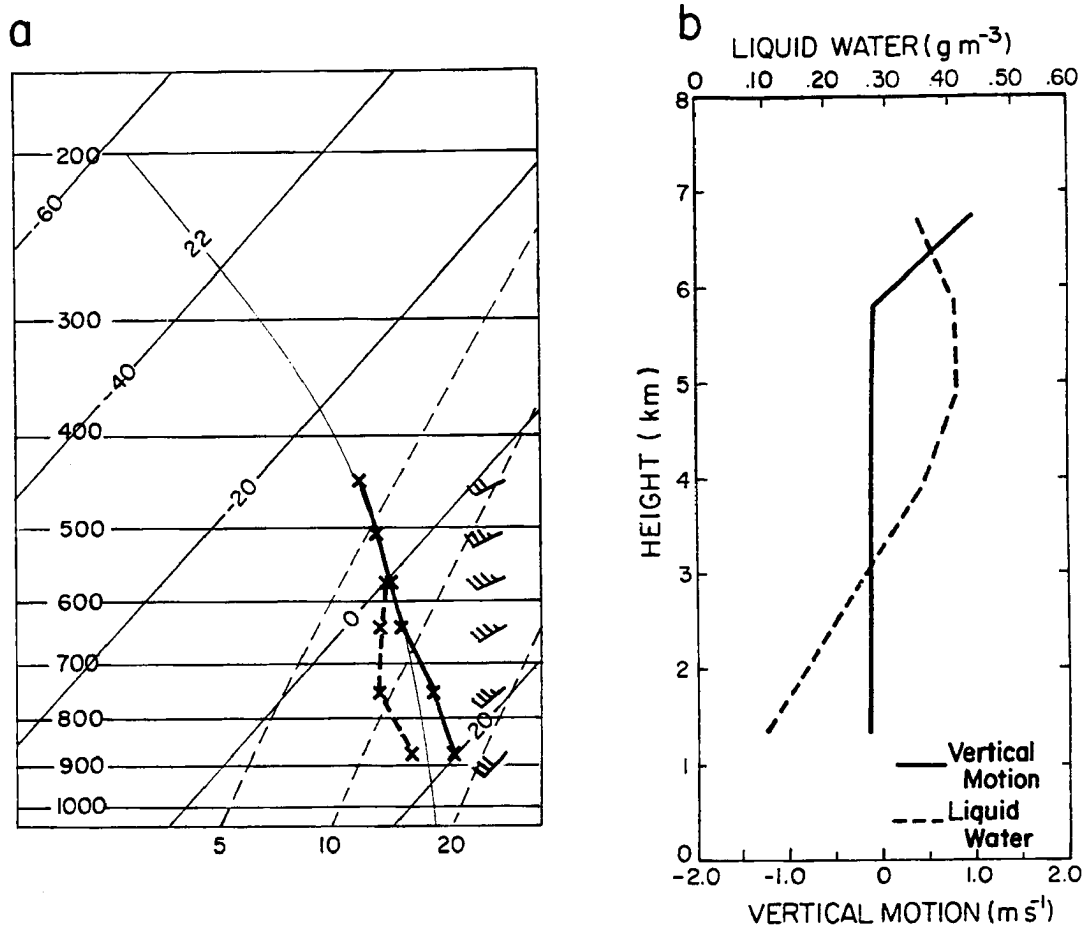 a
200
-60
22
300
-40
400
-20
500
600
0
700
800
20
900
1000
5 10 20
b
LIQUID WATER (g m⁻³)
0 .10 .20 .30 .40 .50 .60
8
7
6
5
4
3
2
1
0
HEIGHT (km)
Vertical
Motion
Liquid
Water
-2.0 -1.0 0 1.0 2.0
VERTICAL MOTION (m s⁻¹)